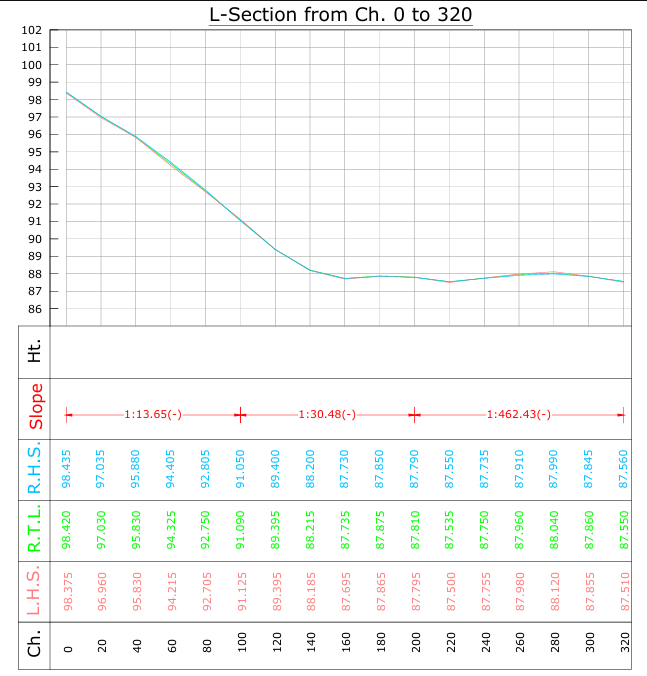 L-Section from Ch. 0 to 320
102
101
100
99
98
97
96
95
94
93
92
91
90
89
88
87
86
Ht.
Slope 1:13.65(-) 1:30.48(-) 1:462.43(-)
R.H.S. 98.435 97.035 95.880 94.405 92.805 91.050 89.400 88.200 87.730 87.850 87.790 87.550 87.735 87.910 87.990 87.845 87.560
R.T.L. 98.420 97.030 95.830 94.325 92.750 91.090 89.395 88.215 87.735 87.875 87.810 87.535 87.750 87.960 88.040 87.860 87.550
L.H.S. 98.375 96.960 95.830 94.215 92.705 91.125 89.395 88.185 87.695 87.865 87.795 87.500 87.755 87.980 88.120 87.855 87.510
Ch. 0 20 40 60 80 100 120 140 160 180 200 220 240 260 280 300 320